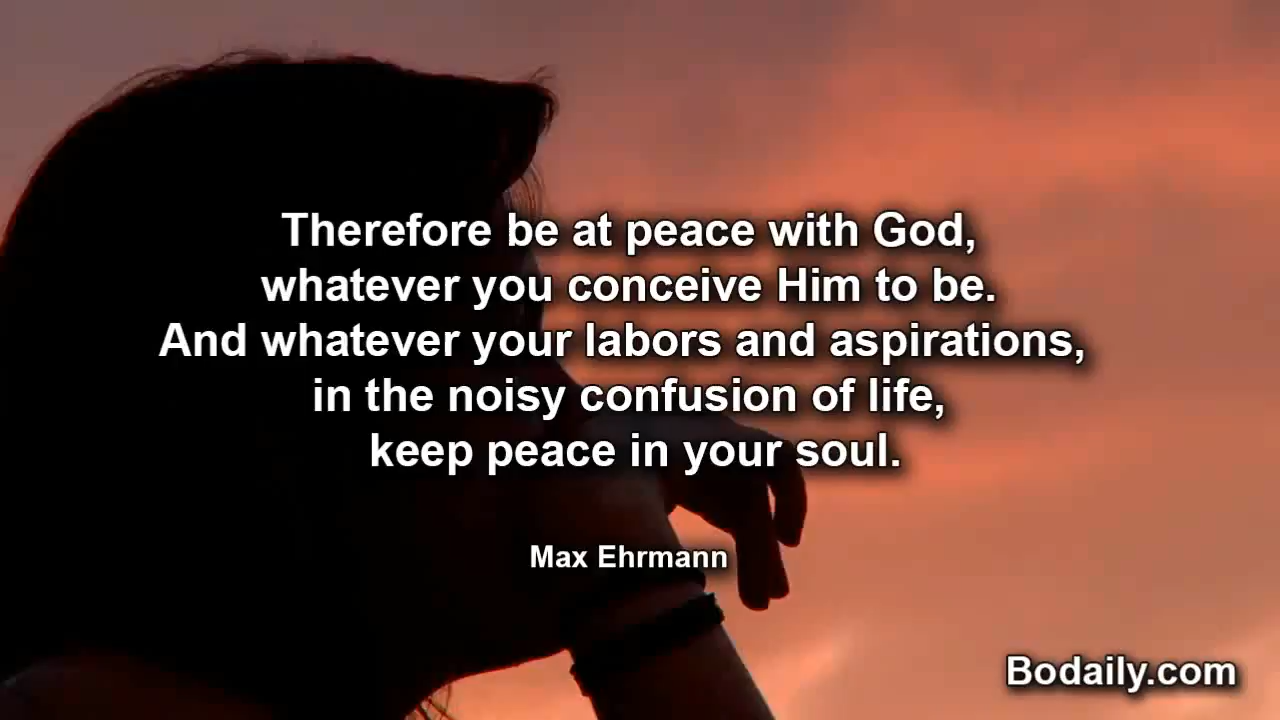 Therefore be at peace with God,
whatever you conceive Him to be.
And whatever your labors and aspirations,
in the noisy confusion of life,
keep peace in your soul.
Max Ehrmann
Bodaily.com